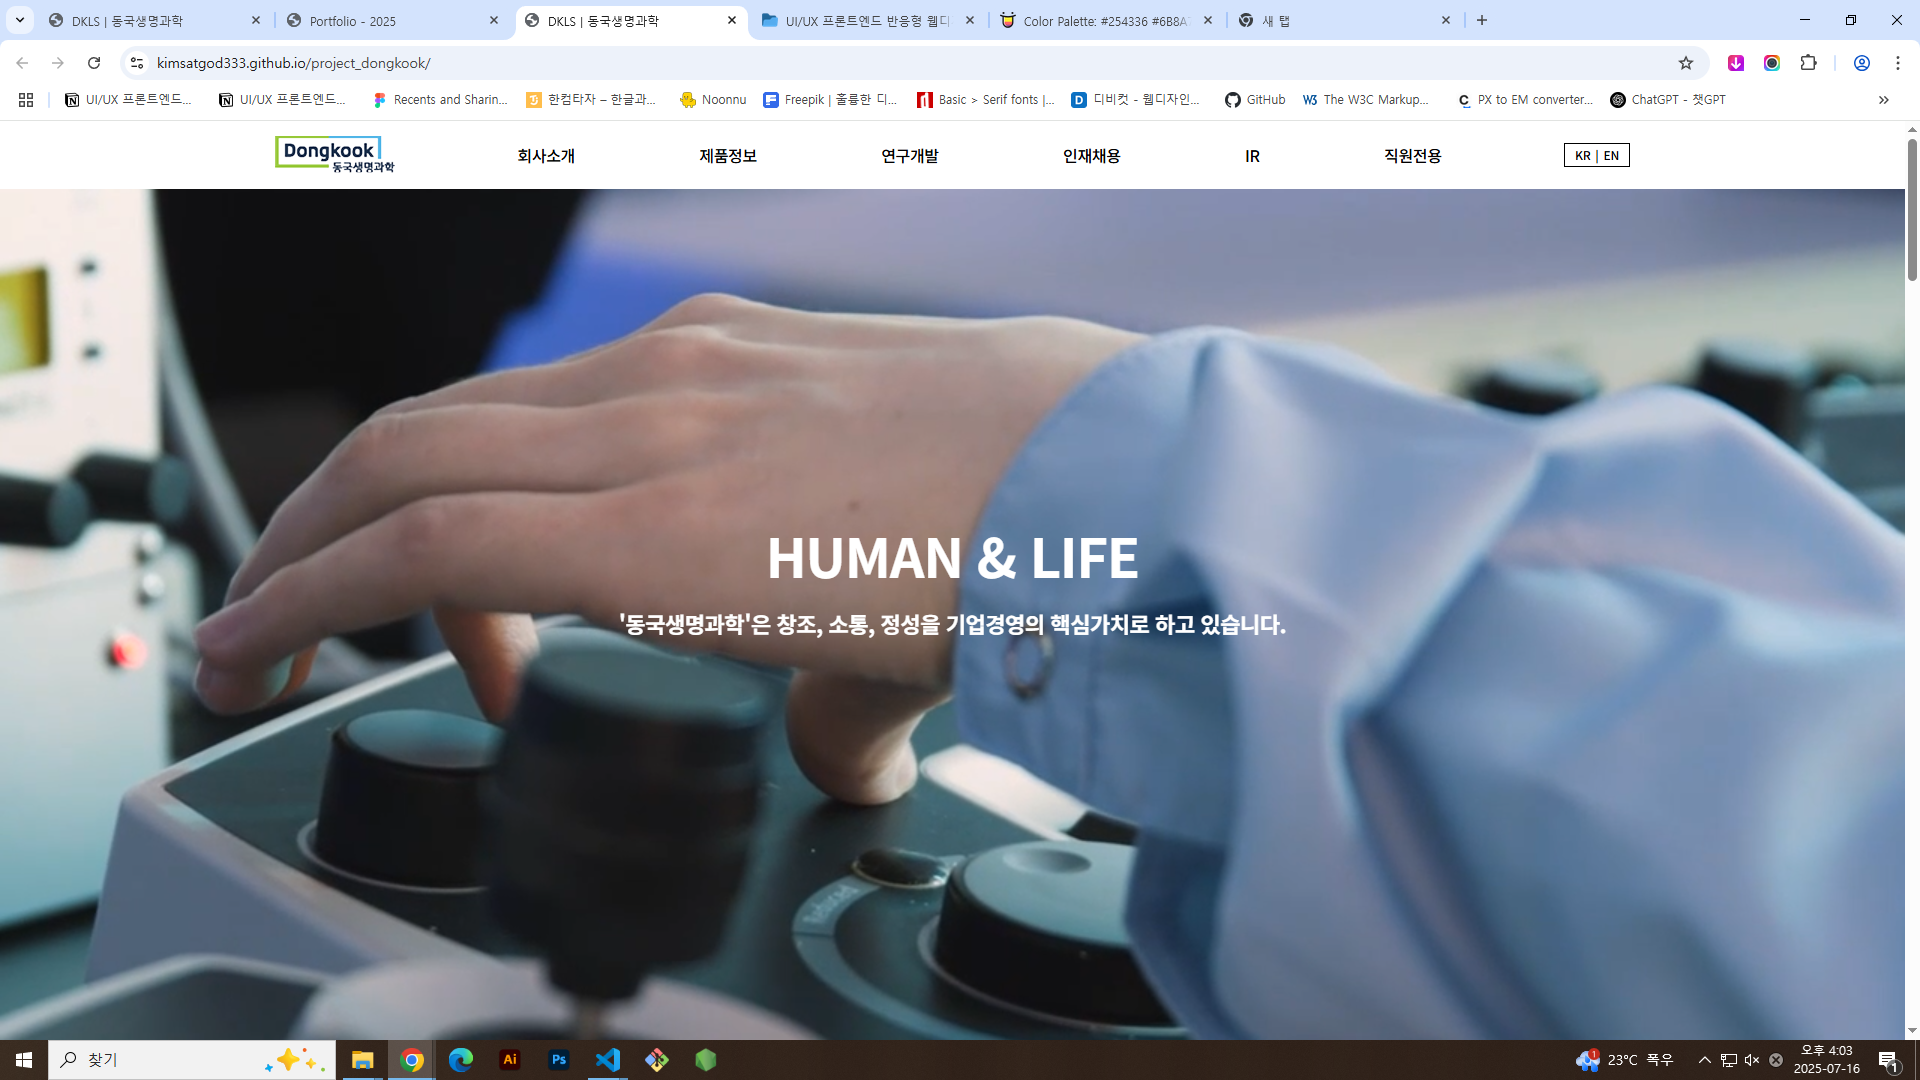 DKLS | 동국생명과학
Portfolio - 2025
DKLS | 동국생명과학
UI/UX 프론트엔드 반응형 웹디
Color Palette: #254336 #6B8A
새 탭
kimsatgod333.github.io/project_dongkook/
UI/UX 프론트엔드...
UI/UX 프론트엔드...
Recents and Sharin...
한컴타자 – 한글과...
Noonnu
Freepik | 훌륭한 디...
Basic > Serif fonts |...
디비컷 - 웹디자인...
GitHub
The W3C Markup...
PX to EM converter...
ChatGPT - 챗GPT
Dongkook
동국생명과학
회사소개
제품정보
연구개발
인재채용
IR
직원전용
KR | EN
HUMAN & LIFE
'동국생명과학'은 창조, 소통, 정성을 기업경영의 핵심가치로 하고 있습니다.
Reduced
찾기
Ai
Ps
1
23°C 폭우
오후 4:03
2025-07-16
1